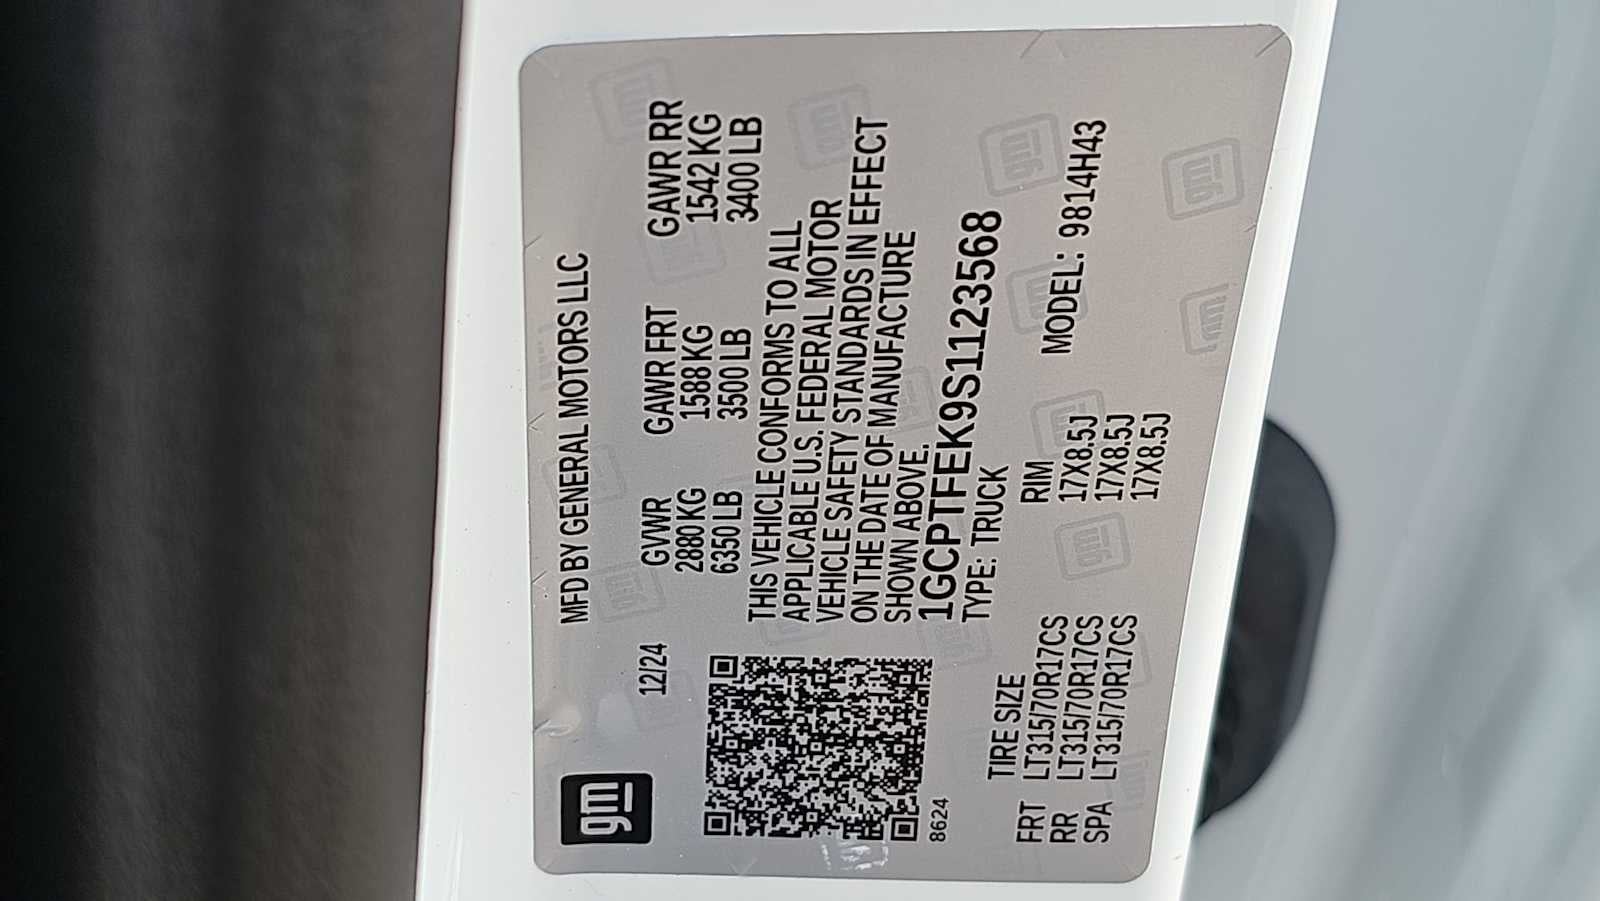 gm
MFD BY GENERAL MOTORS LLC
12/24 GVWR GAWR FRT GAWR RR
2880 KG 1588 KG 1542 KG
6350 LB 3500 LB 3400 LB
THIS VEHICLE CONFORMS TO ALL
APPLICABLE U.S. FEDERAL MOTOR
VEHICLE SAFETY STANDARDS IN EFFECT
ON THE DATE OF MANUFACTURE
SHOWN ABOVE.
1GCPTFEK9S1123568
8624 TYPE: TRUCK
TIRE SIZE RIM MODEL: 9814H43
FRT LT315/70R17CS 17X8.5J
RR LT315/70R17CS 17X8.5J
SPA LT315/70R17CS 17X8.5J